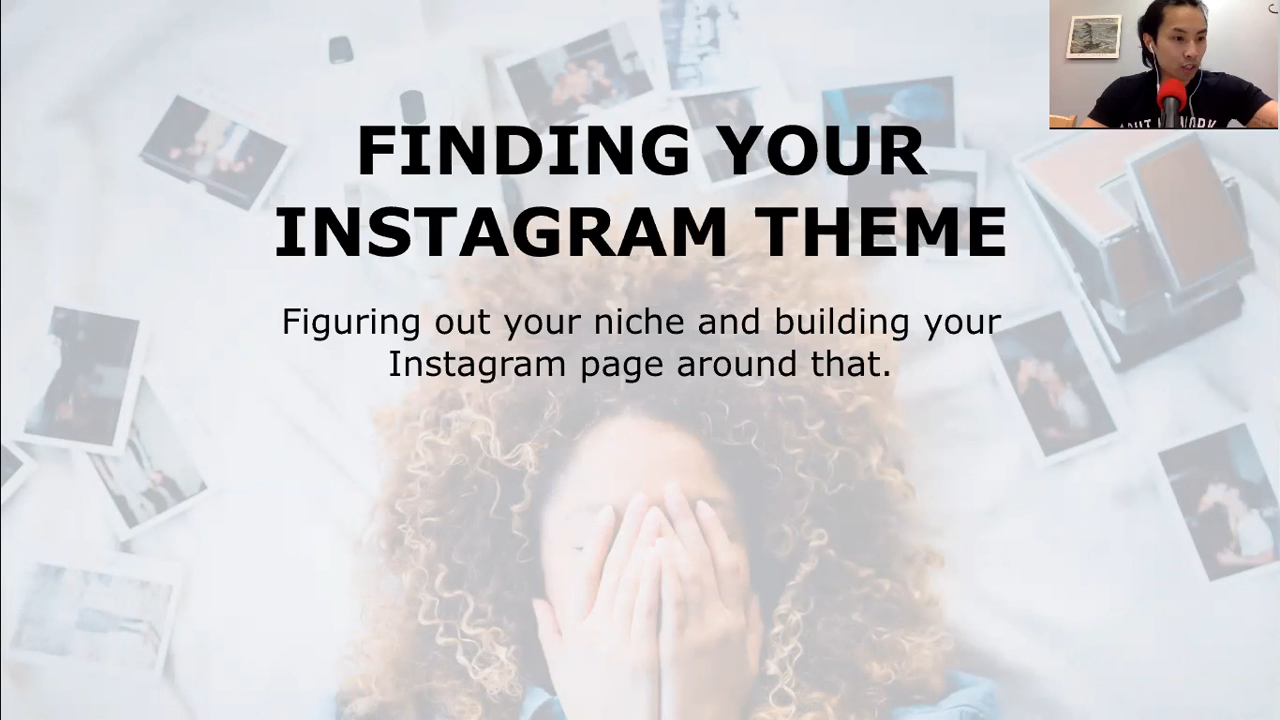 FINDING YOUR
INSTAGRAM THEME
Figuring out your niche and building your
Instagram page around that.